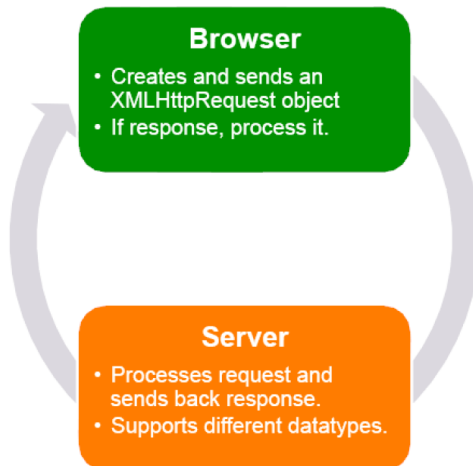 Browser
• Creates and sends an
XMLHttpRequest object
• If response, process it.
Server
• Processes request and
sends back response.
• Supports different datatypes.